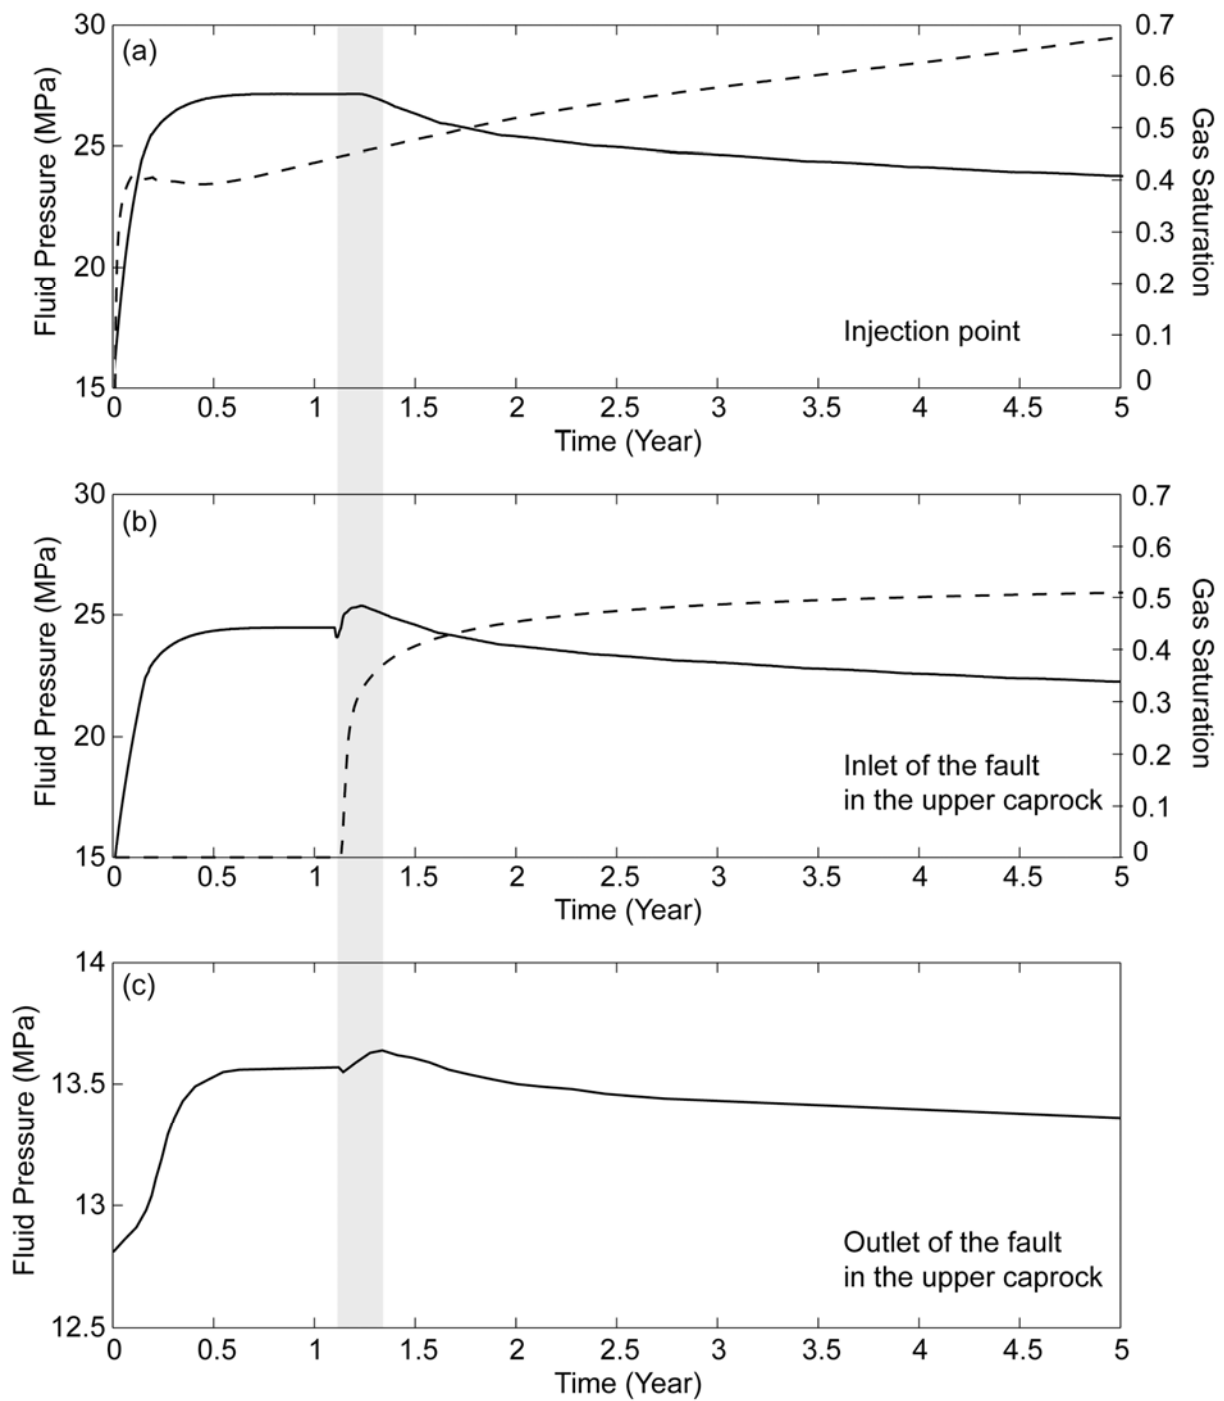 30
(a)
0.7
0.6
25
0.5
0.4
0.3
20
0.2
0.1
15
0
Fluid Pressure (MPa)
Gas Saturation
Injection point
0 0.5 1 1.5 2 2.5 3 3.5 4 4.5 5
Time (Year)
30
(b)
0.7
0.6
25
0.5
0.4
0.3
20
0.2
0.1
15
0
Fluid Pressure (MPa)
Gas Saturation
Inlet of the fault
in the upper caprock
0 0.5 1 1.5 2 2.5 3 3.5 4 4.5 5
Time (Year)
14
(c)
13.5
13
12.5
Fluid Pressure (MPa)
Outlet of the fault
in the upper caprock
0 0.5 1 1.5 2 2.5 3 3.5 4 4.5 5
Time (Year)